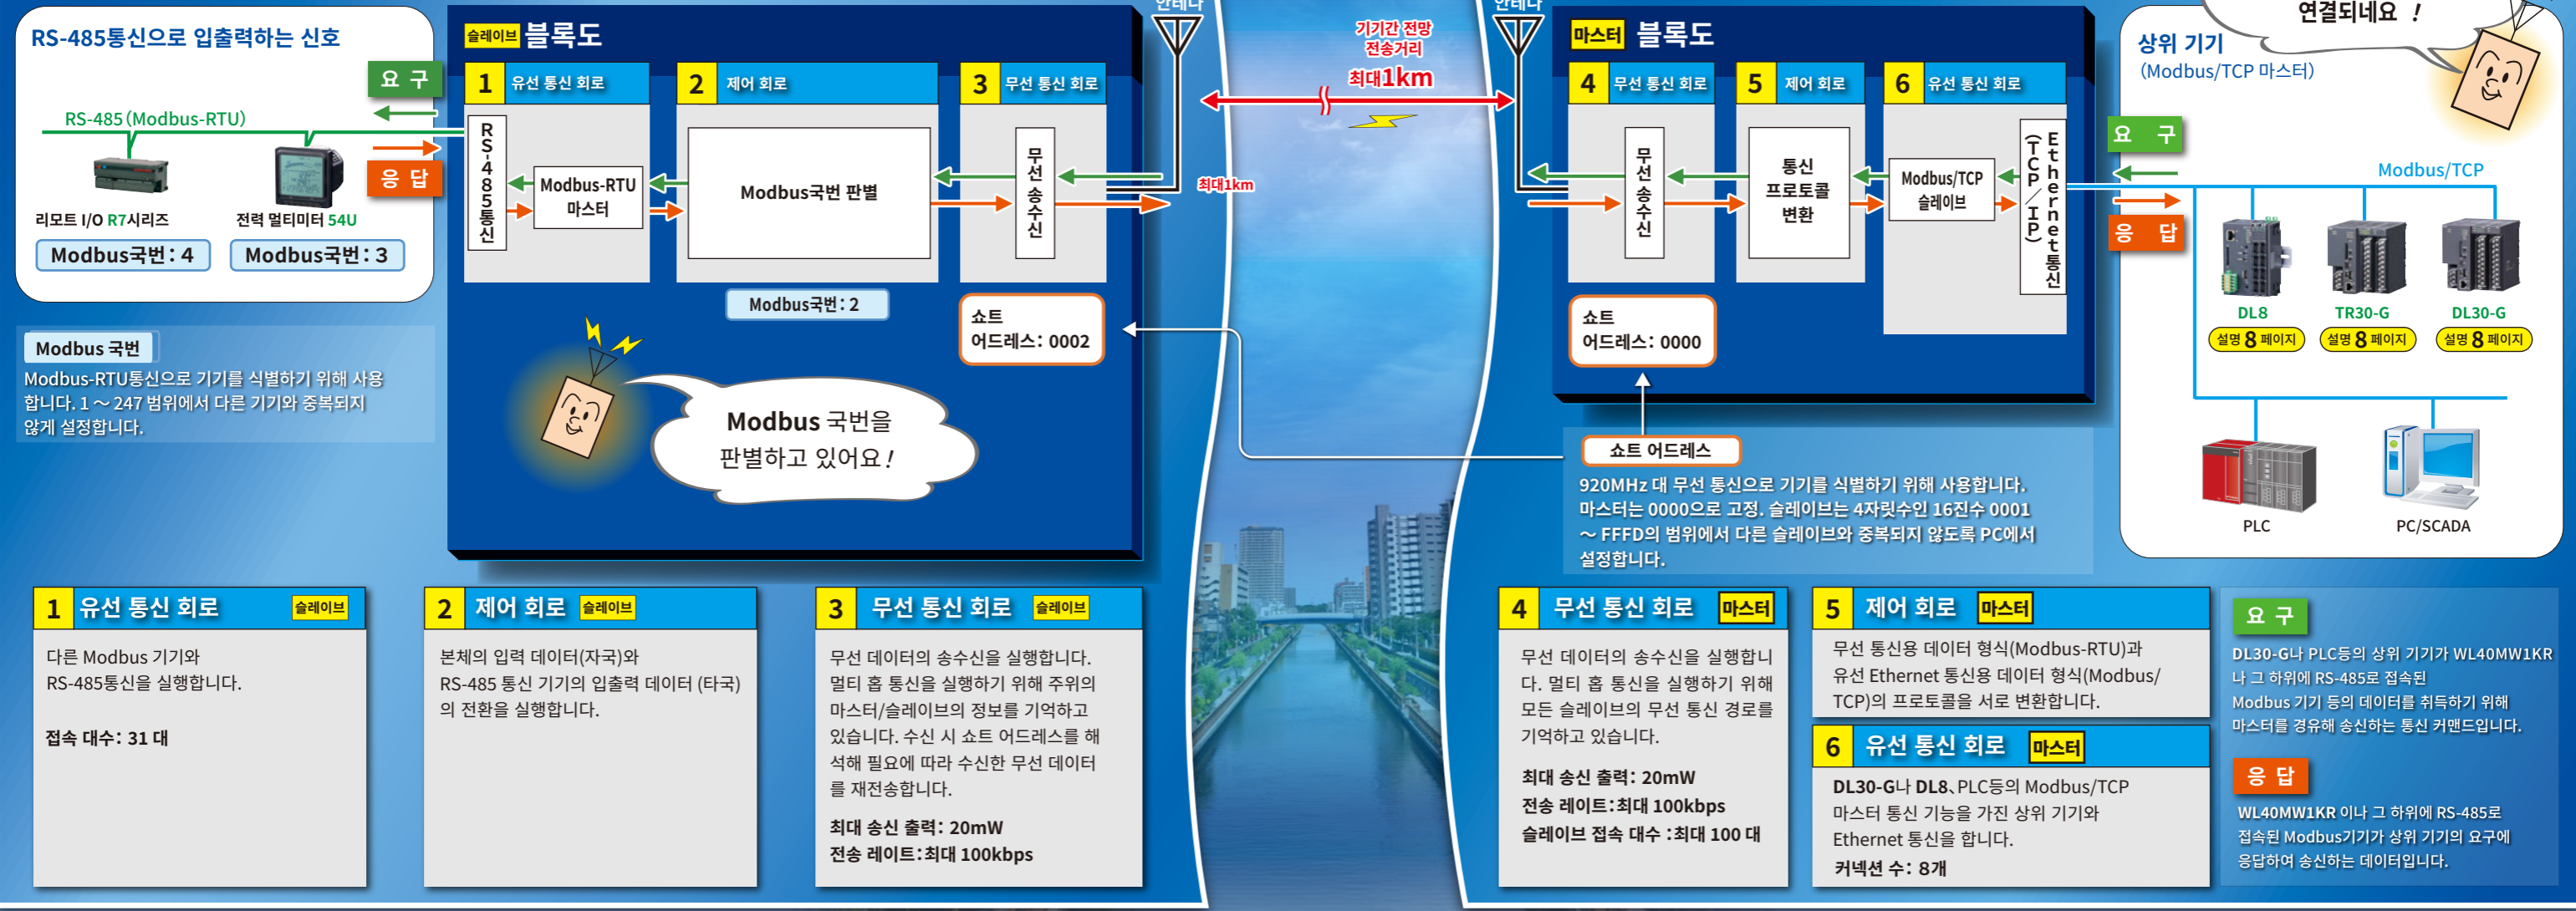 RS-485통신으로 입출력하는 신호
요 구
RS-485(Modbus-RTU)
응 답
리모트 I/O R7시리즈
전력 멀티미터 54U
Modbus국번: 4
Modbus국번: 3
Modbus 국번
Modbus-RTU통신으로 기기를 식별하기 위해 사용
합니다. 1 ~ 247 범위에서 다른 기기와 중복되지
않게 설정합니다.
슬레이브 블록도
안테나
1 유선 통신 회로
2 제어 회로
3 무선 통신 회로
RS-485통신
Modbus-RTU
마스터
Modbus국번 판별
무선 송수신
Modbus국번: 2
쇼트
어드레스: 0002
Modbus 국번을
판별하고 있어요!
기기간 전망
전송거리
최대1km
최대1km
안테나
마스터 블록도
4 무선 통신 회로
5 제어 회로
6 유선 통신 회로
무선 송수신
통신
프로토콜
변환
Modbus/TCP
슬레이브
Ethernet통신
(TCP/IP)
쇼트
어드레스: 0000
쇼트 어드레스
920MHz 대 무선 통신으로 기기를 식별하기 위해 사용합니다.
마스터는 0000으로 고정. 슬레이브는 4자릿수인 16진수 0001
~ FFFD의 범위에서 다른 슬레이브와 중복되지 않도록 PC에서
설정합니다.
연결되네요 !
상위 기기
(Modbus/TCP 마스터)
요 구
응 답
Modbus/TCP
DL8
TR30-G
DL30-G
설명 8 페이지
설명 8 페이지
설명 8 페이지
PLC
PC/SCADA
1 유선 통신 회로 슬레이브
다른 Modbus 기기와
RS-485통신을 실행합니다.
접속 대수: 31 대
2 제어 회로 슬레이브
본체의 입력 데이터(자국)와
RS-485 통신 기기의 입출력 데이터 (타국)
의 전환을 실행합니다.
3 무선 통신 회로 슬레이브
무선 데이터의 송수신을 실행합니다.
멀티 홉 통신을 실행하기 위해 주위의
마스터/슬레이브의 정보를 기억하고
있습니다. 수신 시 쇼트 어드레스를 해
석해 필요에 따라 수신한 무선 데이터
를 재전송합니다.
최대 송신 출력: 20mW
전송 레이트:최대 100kbps
4 무선 통신 회로 마스터
무선 데이터의 송수신을 실행합니
다. 멀티 홉 통신을 실행하기 위해
모든 슬레이브의 무선 통신 경로를
기억하고 있습니다.
최대 송신 출력: 20mW
전송 레이트:최대 100kbps
슬레이브 접속 대수 :최대 100 대
5 제어 회로 마스터
무선 통신용 데이터 형식(Modbus-RTU)과
유선 Ethernet 통신용 데이터 형식(Modbus/
TCP)의 프로토콜을 서로 변환합니다.
6 유선 통신 회로 마스터
DL30-G나 DL8、PLC등의 Modbus/TCP
마스터 통신 기능을 가진 상위 기기와
Ethernet 통신을 합니다.
커넥션 수: 8개
요 구
DL30-G나 PLC등의 상위 기기가 WL40MW1KR
나 그 하위에 RS-485로 접속된
Modbus 기기 등의 데이터를 취득하기 위해
마스터를 경유해 송신하는 통신 커맨드입니다.
응 답
WL40MW1KR 이나 그 하위에 RS-485로
접속된 Modbus기기가 상위 기기의 요구에
응답하여 송신하는 데이터입니다.